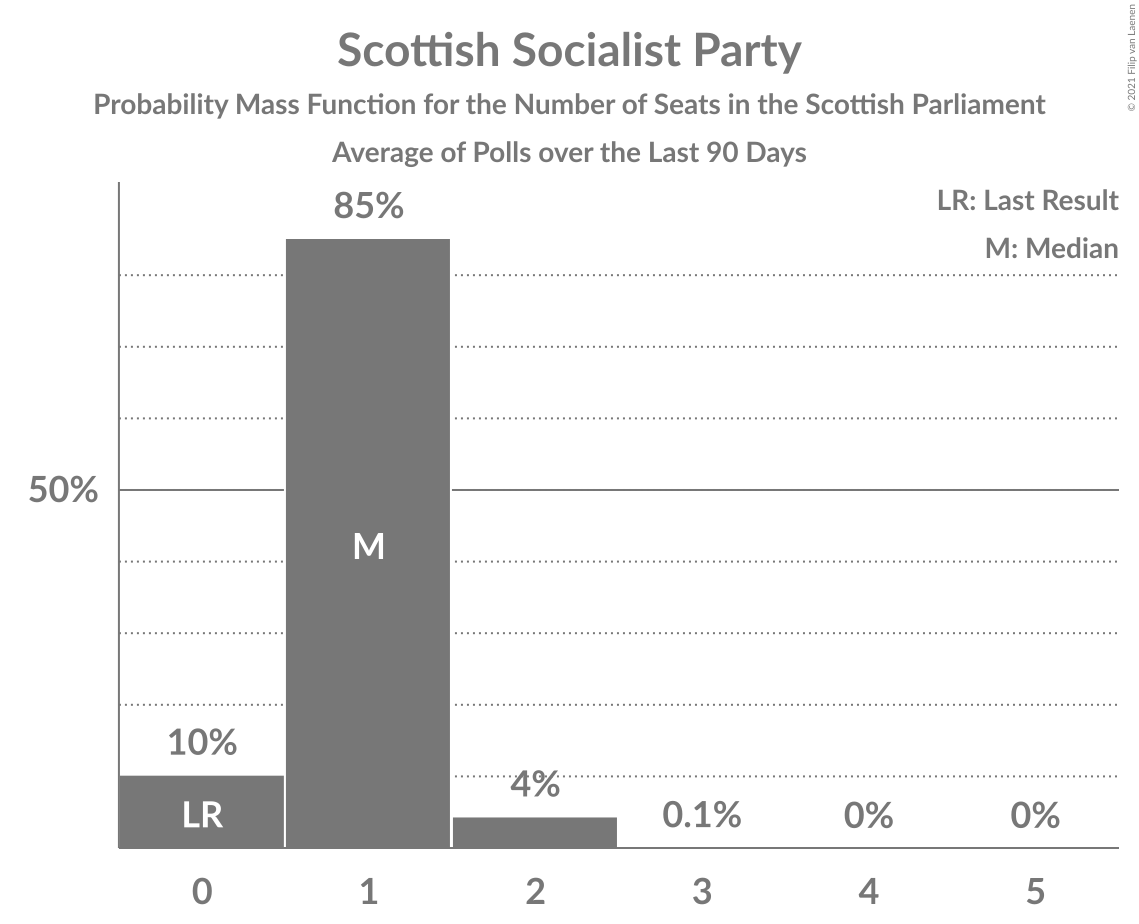 Scottish Socialist Party
Probability Mass Function for the Number of Seats in the Scottish Parliament
Average of Polls over the Last 90 Days
© 2021 Filip van Laenen
LR: Last Result
M: Median
85%
50%
M
10%
LR
4%
0.1%
0%
0%
0 1 2 3 4 5